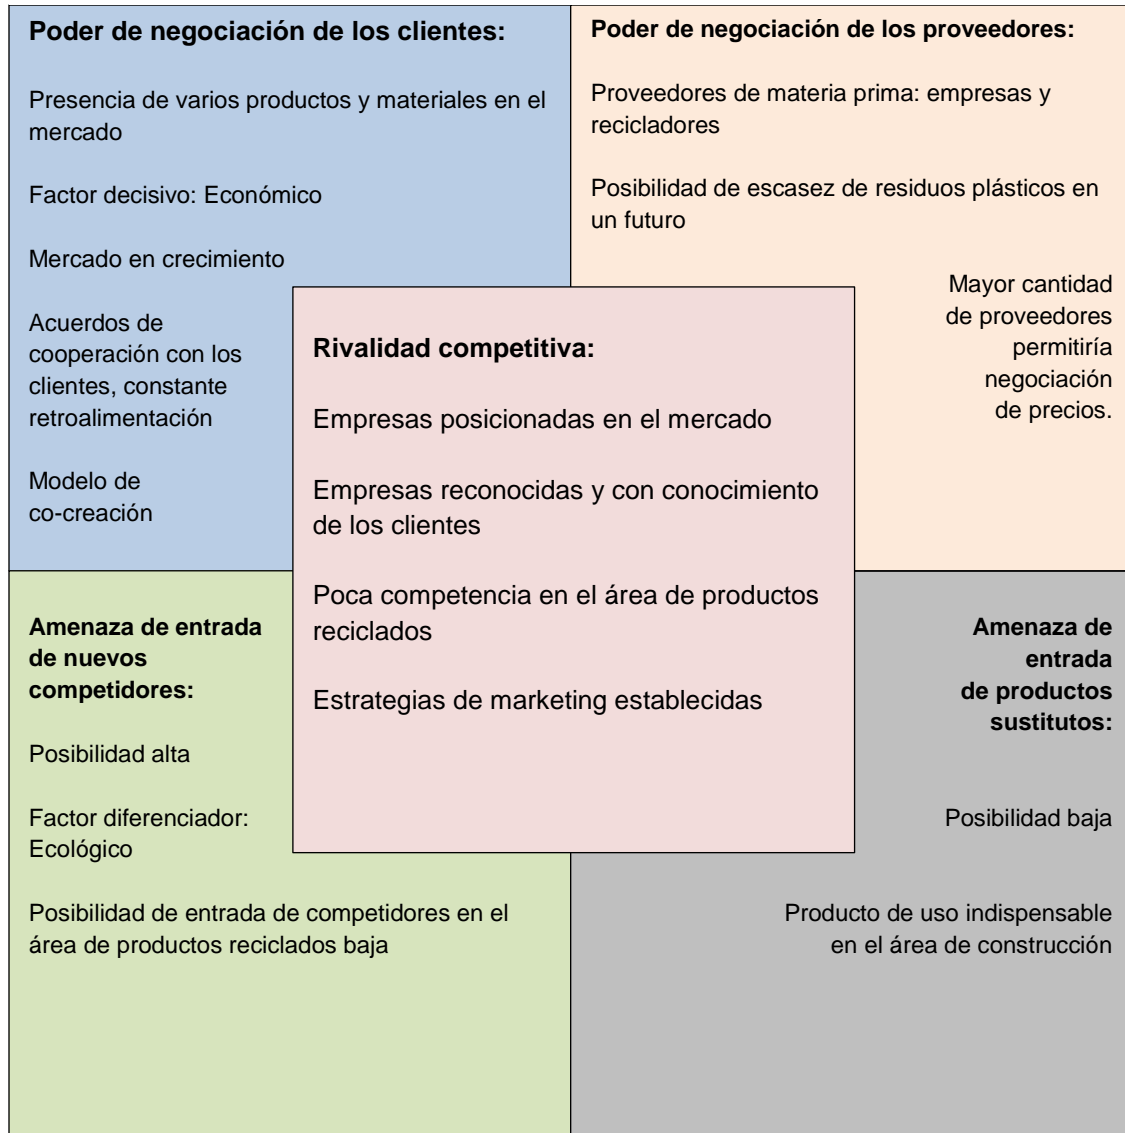 Poder de negociación de los clientes:
Presencia de varios productos y materiales en el
mercado
Factor decisivo: Económico
Mercado en crecimiento
Acuerdos de
cooperación con los
clientes, constante
retroalimentación
Modelo de
co-creación
Poder de negociación de los proveedores:
Proveedores de materia prima: empresas y
recicladores
Posibilidad de escasez de residuos plásticos en
un futuro
Mayor cantidad
de proveedores
permitiría
negociación
de precios.
Rivalidad competitiva:
Empresas posicionadas en el mercado
Empresas reconocidas y con conocimiento
de los clientes
Poca competencia en el área de productos
reciclados
Estrategias de marketing establecidas
Amenaza de entrada
de nuevos
competidores:
Posibilidad alta
Factor diferenciador:
Ecológico
Posibilidad de entrada de competidores en el
área de productos reciclados baja
Amenaza de
entrada
de productos
sustitutos:
Posibilidad baja
Producto de uso indispensable
en el área de construcción